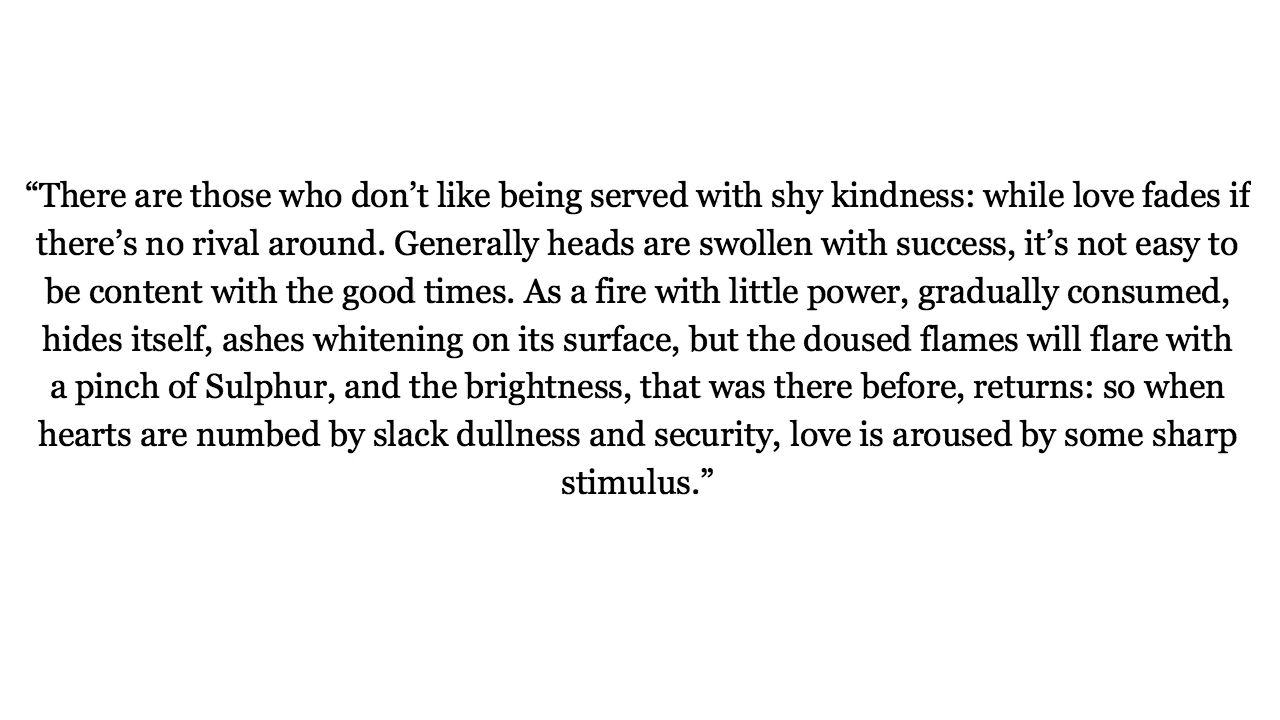 “There are those who don’t like being served with shy kindness: while love fades if
there’s no rival around. Generally heads are swollen with success, it’s not easy to
be content with the good times. As a fire with little power, gradually consumed,
hides itself, ashes whitening on its surface, but the doused flames will flare with
a pinch of Sulphur, and the brightness, that was there before, returns: so when
hearts are numbed by slack dullness and security, love is aroused by some sharp
stimulus.”